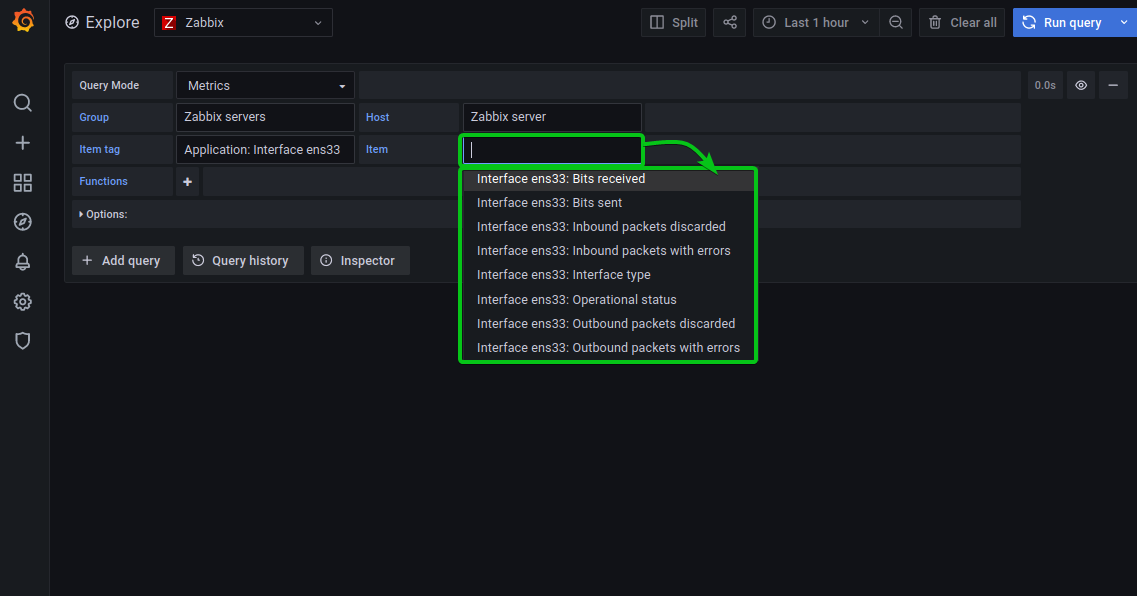 Explore Z Zabbix Split Last 1 hour Clear all Run query
Query Mode Metrics 0.0s
Group Zabbix servers Host Zabbix server
Item tag Application: Interface ens33 Item
Functions
Options:
Add query Query history Inspector
Interface ens33: Bits received
Interface ens33: Bits sent
Interface ens33: Inbound packets discarded
Interface ens33: Inbound packets with errors
Interface ens33: Interface type
Interface ens33: Operational status
Interface ens33: Outbound packets discarded
Interface ens33: Outbound packets with errors